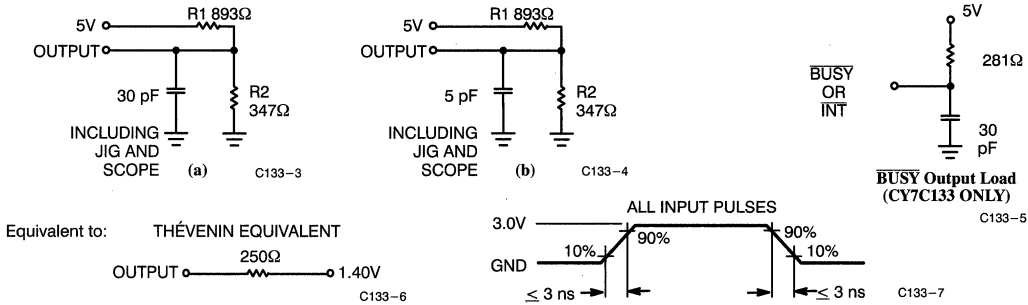 R1 893Ω
5V
OUTPUT
30 pF
R2
347Ω
INCLUDING
JIG AND
SCOPE
(a)
C133–3
R1 893Ω
5V
OUTPUT
5 pF
R2
347Ω
INCLUDING
JIG AND
SCOPE
(b)
C133–4
5V
281Ω
BUSY
OR
INT
30
pF
BUSY Output Load
(CY7C133 ONLY)
C133–5
Equivalent to:
THÉVENIN EQUIVALENT
250Ω
OUTPUT
1.40V
C133–6
ALL INPUT PULSES
3.0V
90%
90%
10%
10%
GND
≤ 3 ns
≤ 3 ns
C133–7